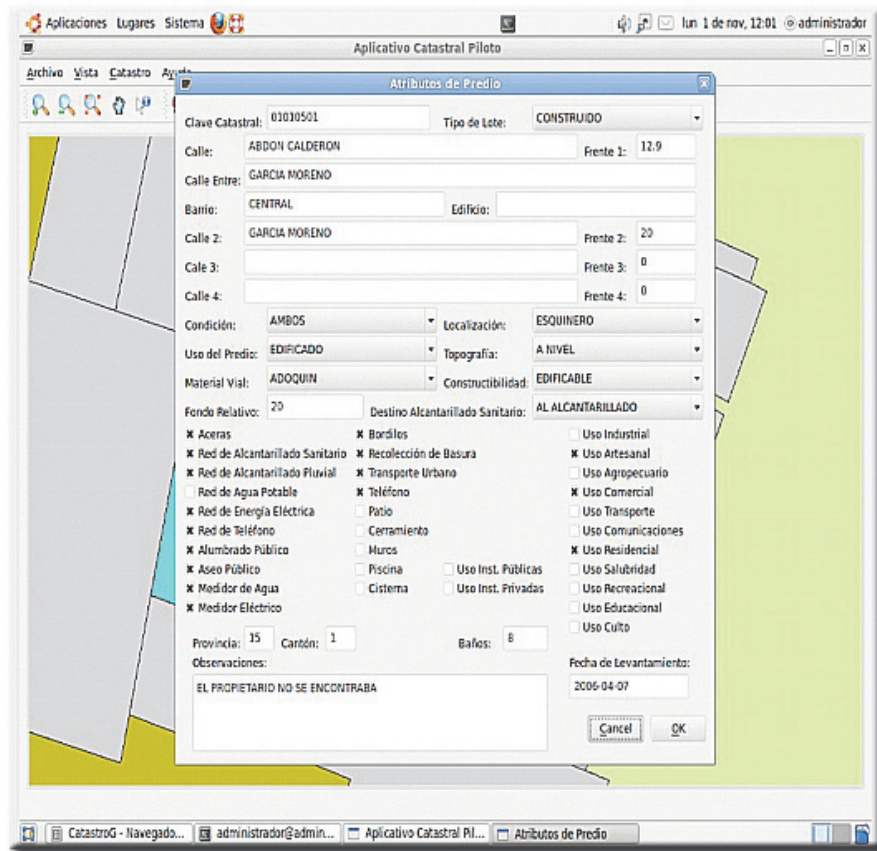 Aplicaciones Lugares Sistema lun 1 de nov, 12:01 administrador
Aplicativo Catastral Piloto
Archivo Vista Catastro
Atributos de Predio
Clave Catastral: 01010501 Tipo de Lote: CONSTRUIDO
Calle: ABDON CALDERON Frente 1: 12.9
Calle Entre: GARCIA MORENO
Barrio: CENTRAL Edificio:
Calle 2: GARCIA MORENO Frente 2: 20
Cale 3: Frente 3: 0
Calle 4: Frente 4: 0
Condición: AMBOS Localización: ESQUINERO
Uso del Predio: EDIFICADO Topografía: A NIVEL
Material Vial: ADOQUIN Constructibilidad: EDIFICABLE
Fondo Relativo: 20 Destino Alcantarillado Sanitario: AL ALCANTARILLADO
Aceras Bordilos Uso Industrial
Red de Alcantarillado Sanitario Recolección de Basura Uso Artesanal
Red de Alcantarillado Pluvial Transporte Urbano Uso Agropecuario
Red de Agua Potable Teléfono Uso Comercial
Red de Energía Eléctrica Patio Uso Transporte
Red de Teléfono Cerramiento Uso Comunicaciones
Alumbrado Público Muros Uso Residencial
Aseo Público Piscina Uso Inst. Públicas Uso Salubridad
Medidor de Agua Cisterna Uso Inst. Privadas Uso Recreacional
Medidor Eléctrico Uso Educacional
Uso Culto
Provincia: 15 Cantón: 1 Baños: 8
Observaciones: Fecha de Levantamiento:
EL PROPIETARIO NO SE ENCONTRABA 2006-04-07
Cancel OK
CatastroG - Navegado... administrador@admin... Aplicativo Catastral Pil... Atributos de Predio